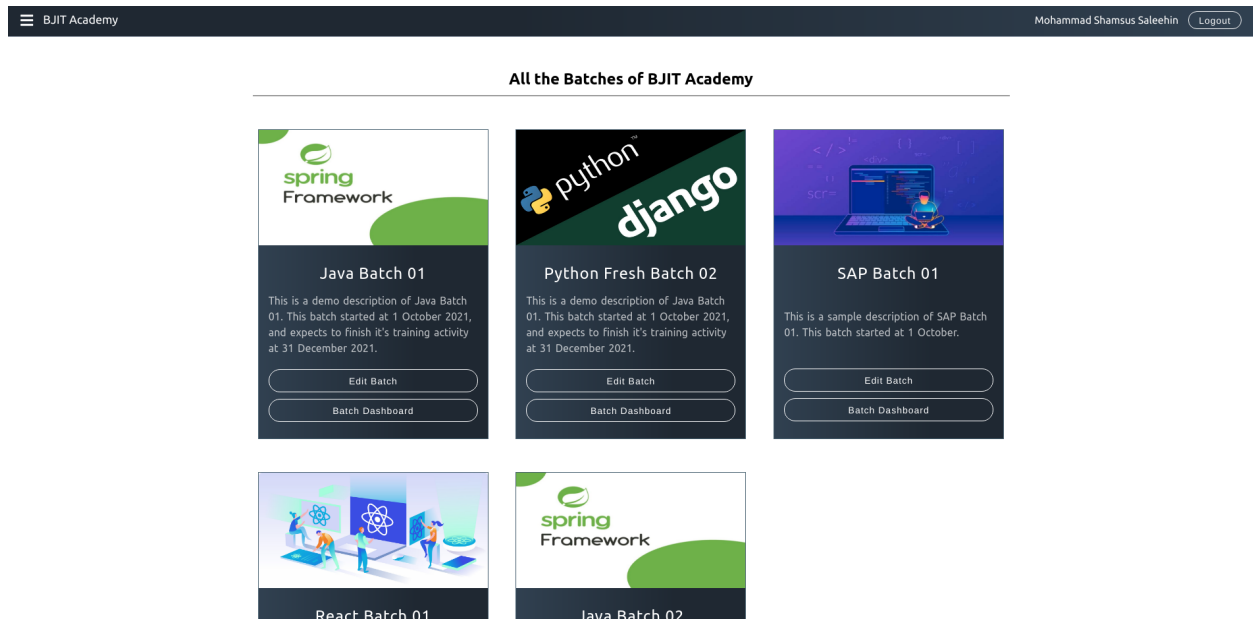 BJIT Academy
Mohammad Shamsus Saleehin
Logout
All the Batches of BJIT Academy
spring
Framework
Java Batch 01
This is a demo description of Java Batch
01. This batch started at 1 October 2021,
and expects to finish it's training activity
at 31 December 2021.
Edit Batch
Batch Dashboard
python™
django
Python Fresh Batch 02
This is a demo description of Java Batch
01. This batch started at 1 October 2021,
and expects to finish it's training activity
at 31 December 2021.
Edit Batch
Batch Dashboard
</>
<div>
SAP Batch 01
This is a sample description of SAP Batch
01. This batch started at 1 October.
Edit Batch
Batch Dashboard
React Batch 01
spring
Framework
Java Batch 02